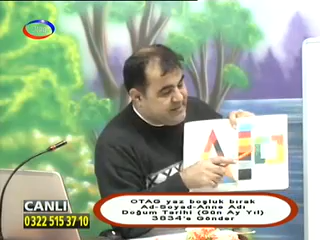 OTAG yaz boşluk bırak
Ad-Soyad-Anne Adı
Doğum Tarihi (Gün Ay Yıl)
3834'e Gönder
CANLI
0322 515 37 10